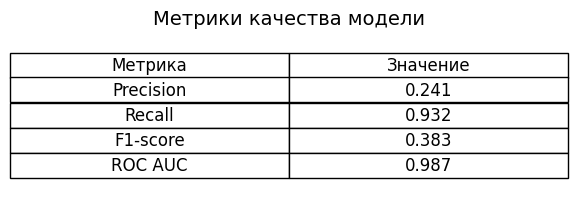 Метрики качества модели
Метрика Значение
Precision 0.241
Recall 0.932
F1-score 0.383
ROC AUC 0.987